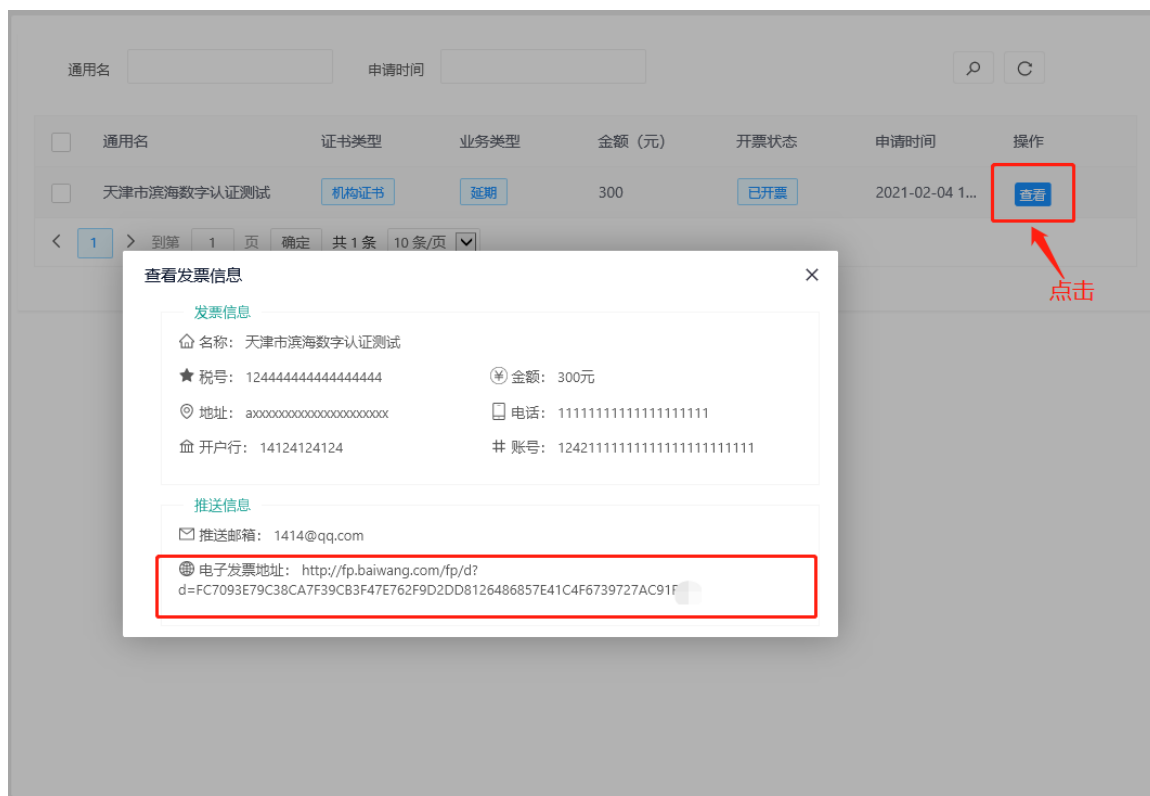 通用名 申请时间
通用名 证书类型 业务类型 金额（元） 开票状态 申请时间 操作
天津市滨海数字认证测试 机构证书 延期 300 已开票 2021-02-04 1... 查看
1 到第 1 页 确定 共 1 条 10 条/页
点击
查看发票信息
发票信息
名称： 天津市滨海数字认证测试
税号： 124444444444444444 金额： 300元
地址： axxxxxxxxxxxxxxxxxxxxx 电话： 11111111111111111111
开户行： 14124124124 # 账号： 12421111111111111111111111
推送信息
推送邮箱： 1414@qq.com
电子发票地址： http://fp.baiwang.com/fp/d?
d=FC7093E79C38CA7F39CB3F47E762F9D2DD8126486857E41C4F6739727AC91